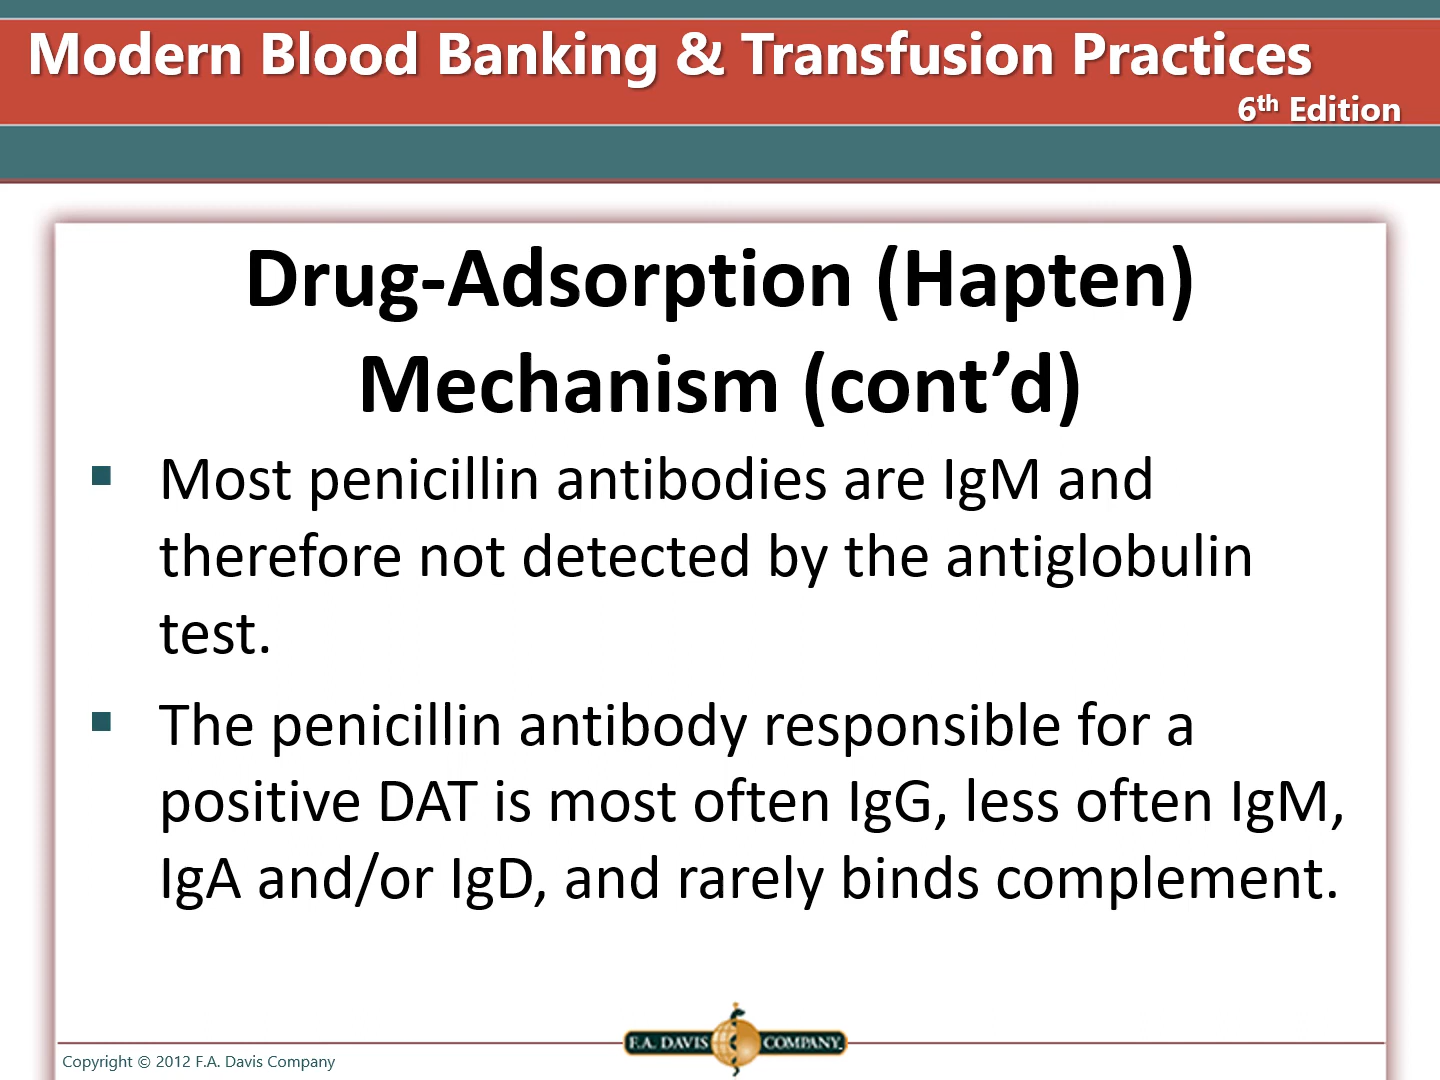 Modern Blood Banking & Transfusion Practices
6th Edition
Drug-Adsorption (Hapten)
Mechanism (cont’d)
▪ Most penicillin antibodies are IgM and
therefore not detected by the antiglobulin
test.
▪ The penicillin antibody responsible for a
positive DAT is most often IgG, less often IgM,
IgA and/or IgD, and rarely binds complement.
F.A. DAVIS COMPANY
Copyright © 2012 F.A. Davis Company